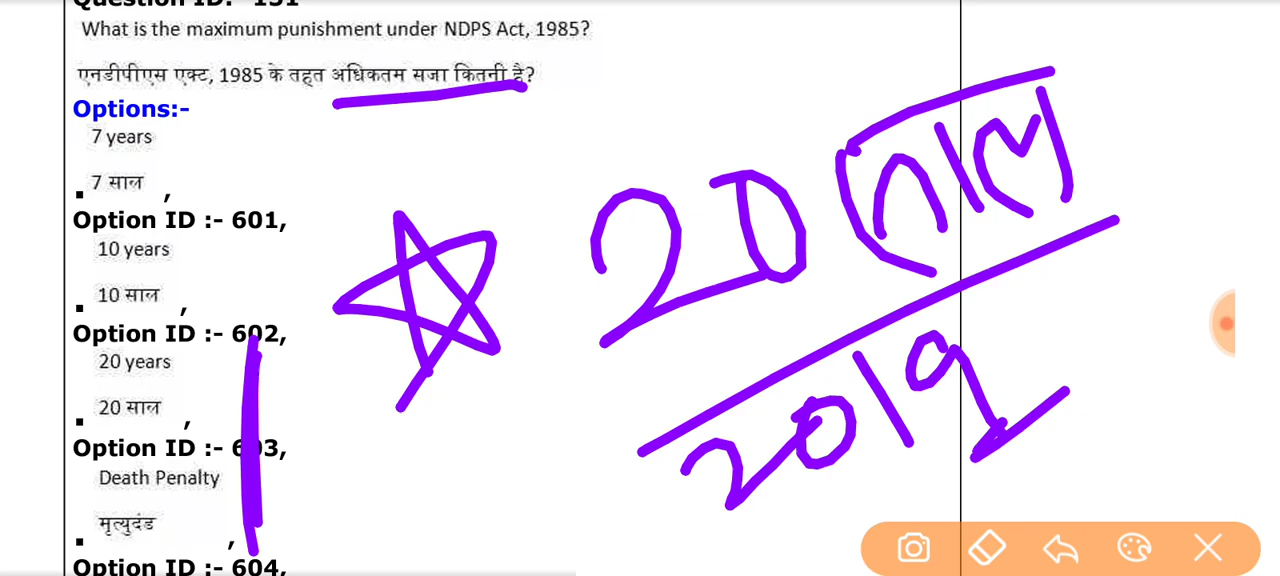 Question ID:- 151
What is the maximum punishment under NDPS Act, 1985?
एनडीपीएस एक्ट, 1985 के तहत अधिकतम सजा कितनी है?
Options:-
7 years
7 साल ,
Option ID :- 601,
10 years
10 साल ,
Option ID :- 602,
20 years
20 साल ,
Option ID :- 603,
Death Penalty
मृत्युदंड ,
Option ID :- 604,
20 साल
2019